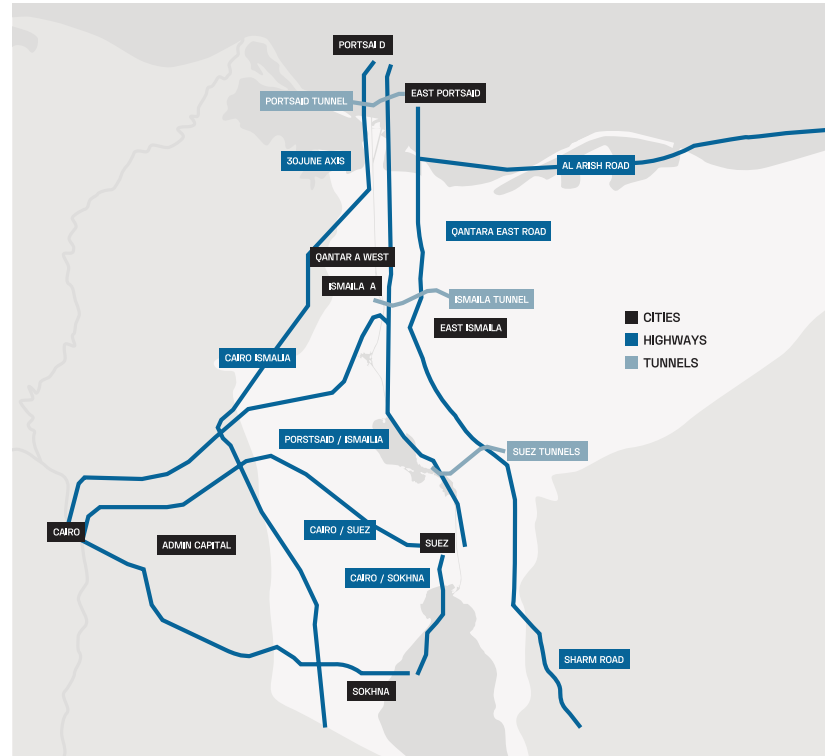 PORTSAI D
PORTSAID TUNNEL
EAST PORTSAID
30JUNE AXIS
AL ARISH ROAD
QANTARA EAST ROAD
QANTAR A WEST
ISMAILA A
ISMAILA TUNNEL
EAST ISMAILA
CITIES
HIGHWAYS
TUNNELS
CAIRO ISMALIA
PORSTSAID / ISMAILIA
SUEZ TUNNELS
CAIRO
ADMIN CAPITAL
CAIRO / SUEZ
SUEZ
CAIRO / SOKHNA
SHARM ROAD
SOKHNA